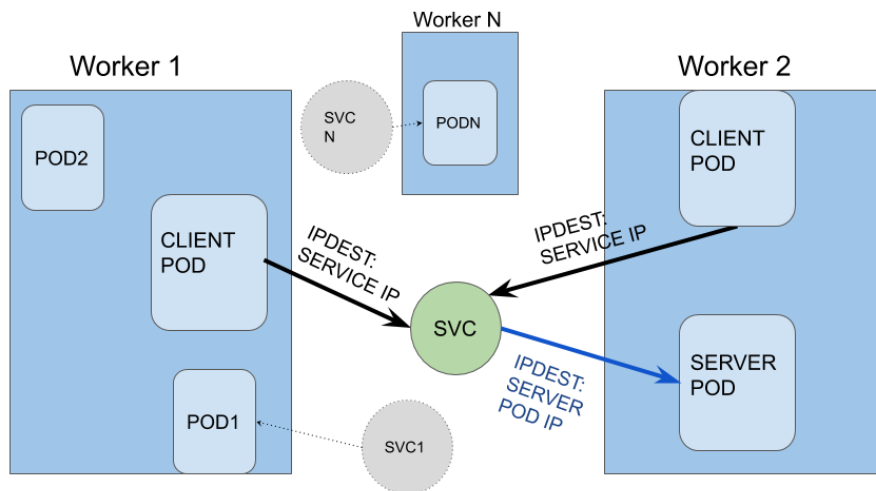 Worker N
Worker 1
Worker 2
SVC
N
PODN
POD2
CLIENT
POD
CLIENT
POD
IPDEST:
SERVICE IP
IPDEST:
SERVICE IP
SVC
IPDEST:
SERVER
POD IP
SERVER
POD
POD1
SVC1